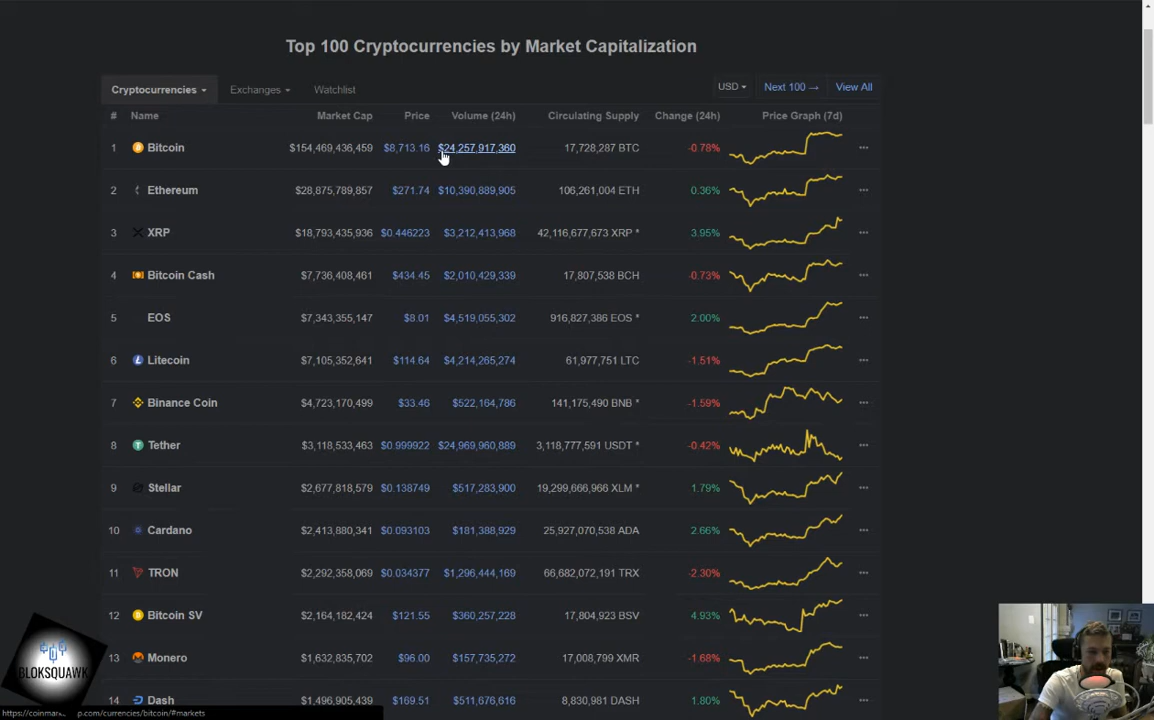 Top 100 Cryptocurrencies by Market Capitalization
Cryptocurrencies Exchanges Watchlist USD Next 100 → View All
# Name Market Cap Price Volume (24h) Circulating Supply Change (24h) Price Graph (7d)
1 Bitcoin $154,469,436,459 $8,713.16 $24,257,917,360 17,728,287 BTC -0.78%
2 Ethereum $28,875,789,857 $271.74 $10,390,889,905 106,261,004 ETH 0.36%
3 XRP $18,793,435,936 $0.446223 $3,212,413,968 42,116,677,673 XRP * 3.95%
4 Bitcoin Cash $7,736,408,461 $434.45 $2,010,429,339 17,807,538 BCH -0.73%
5 EOS $7,343,355,147 $8.01 $4,519,055,302 916,827,386 EOS * 2.00%
6 Litecoin $7,105,352,641 $114.64 $4,214,265,274 61,977,751 LTC -1.51%
7 Binance Coin $4,723,170,499 $33.46 $522,164,786 141,175,490 BNB * -1.59%
8 Tether $3,118,533,463 $0.999922 $24,969,960,889 3,118,777,591 USDT * -0.42%
9 Stellar $2,677,818,579 $0.138749 $517,283,900 19,299,666,966 XLM * 1.79%
10 Cardano $2,413,880,341 $0.093103 $181,388,929 25,927,070,538 ADA 2.66%
11 TRON $2,292,358,069 $0.034377 $1,296,444,169 66,682,072,191 TRX -2.30%
12 Bitcoin SV $2,164,182,424 $121.55 $360,257,228 17,804,923 BSV 4.93%
13 Monero $1,632,835,702 $96.00 $157,735,272 17,008,799 XMR -1.68%
14 Dash $1,496,905,439 $169.51 $511,676,616 8,830,981 DASH 1.80%
BLOKSQUAWK
https://coinmar p.com/currencies/bitcoin/#markets